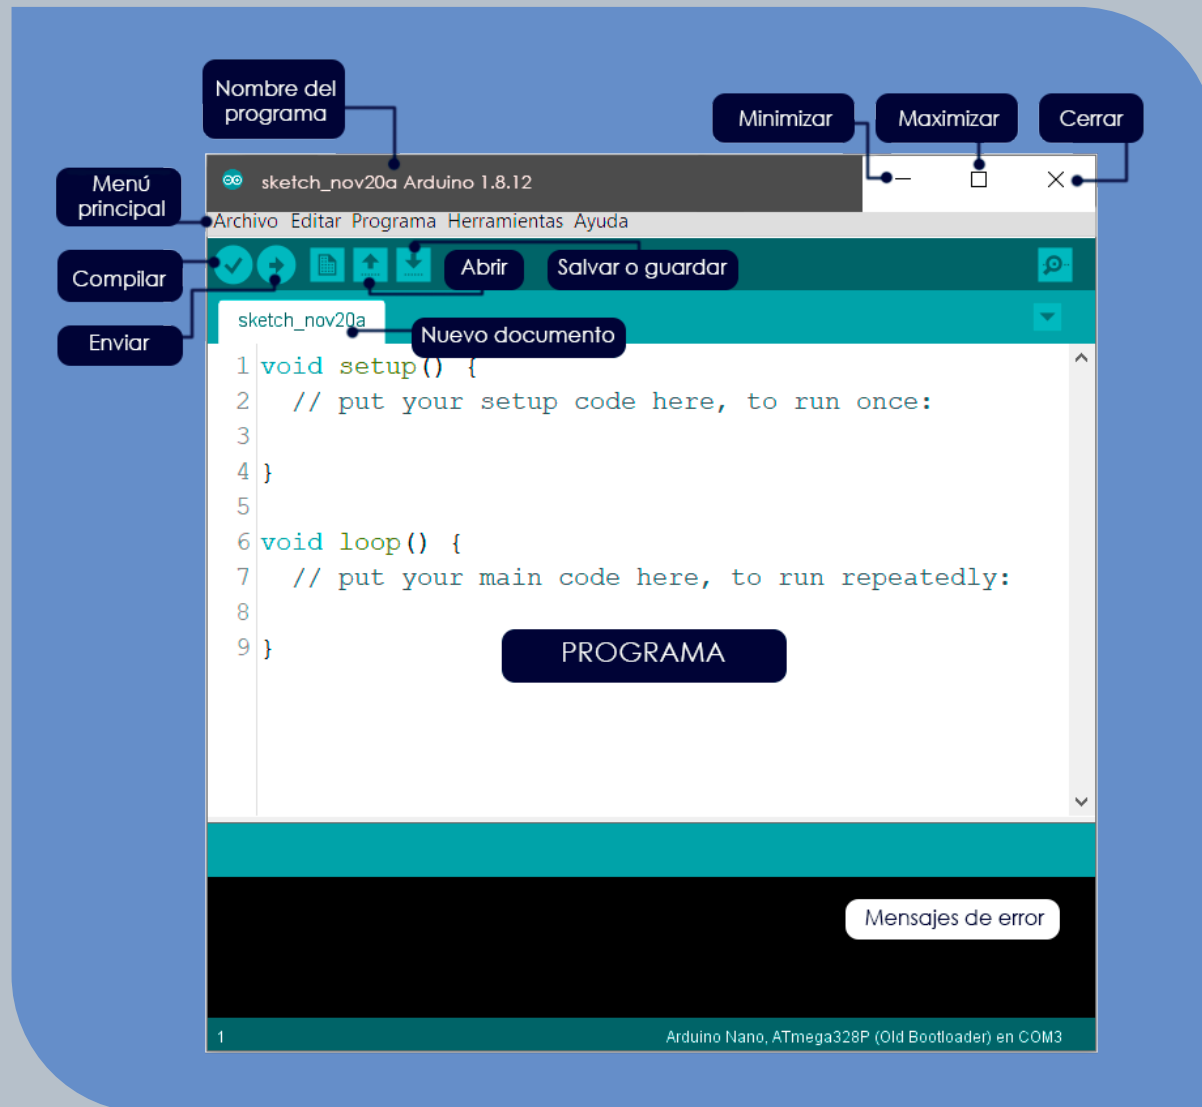 Nombre del
programa
Minimizar
Maximizar
Cerrar
Menú
principal
sketch_nov20a Arduino 1.8.12
Archivo Editar Programa Herramientas Ayuda
Compilar
Abrir
Salvar o guardar
Enviar
sketch_nov20a
Nuevo documento
1 void setup() {
2 // put your setup code here, to run once:
3
4 }
5
6 void loop() {
7 // put your main code here, to run repeatedly:
8
9 }
PROGRAMA
Mensajes de error
1
Arduino Nano, ATmega328P (Old Bootloader) en COM3